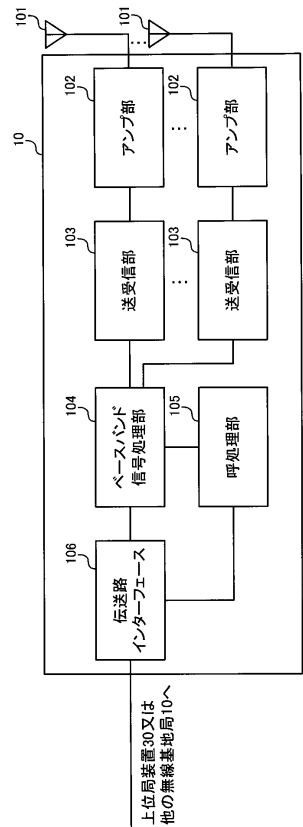 10
101
101
102
アンプ部
102
アンプ部
103
送受信部
103
送受信部
104
ベースバンド
信号処理部
105
呼処理部
106
伝送路
インターフェース
上位局装置30又は
他の無線基地局10へ